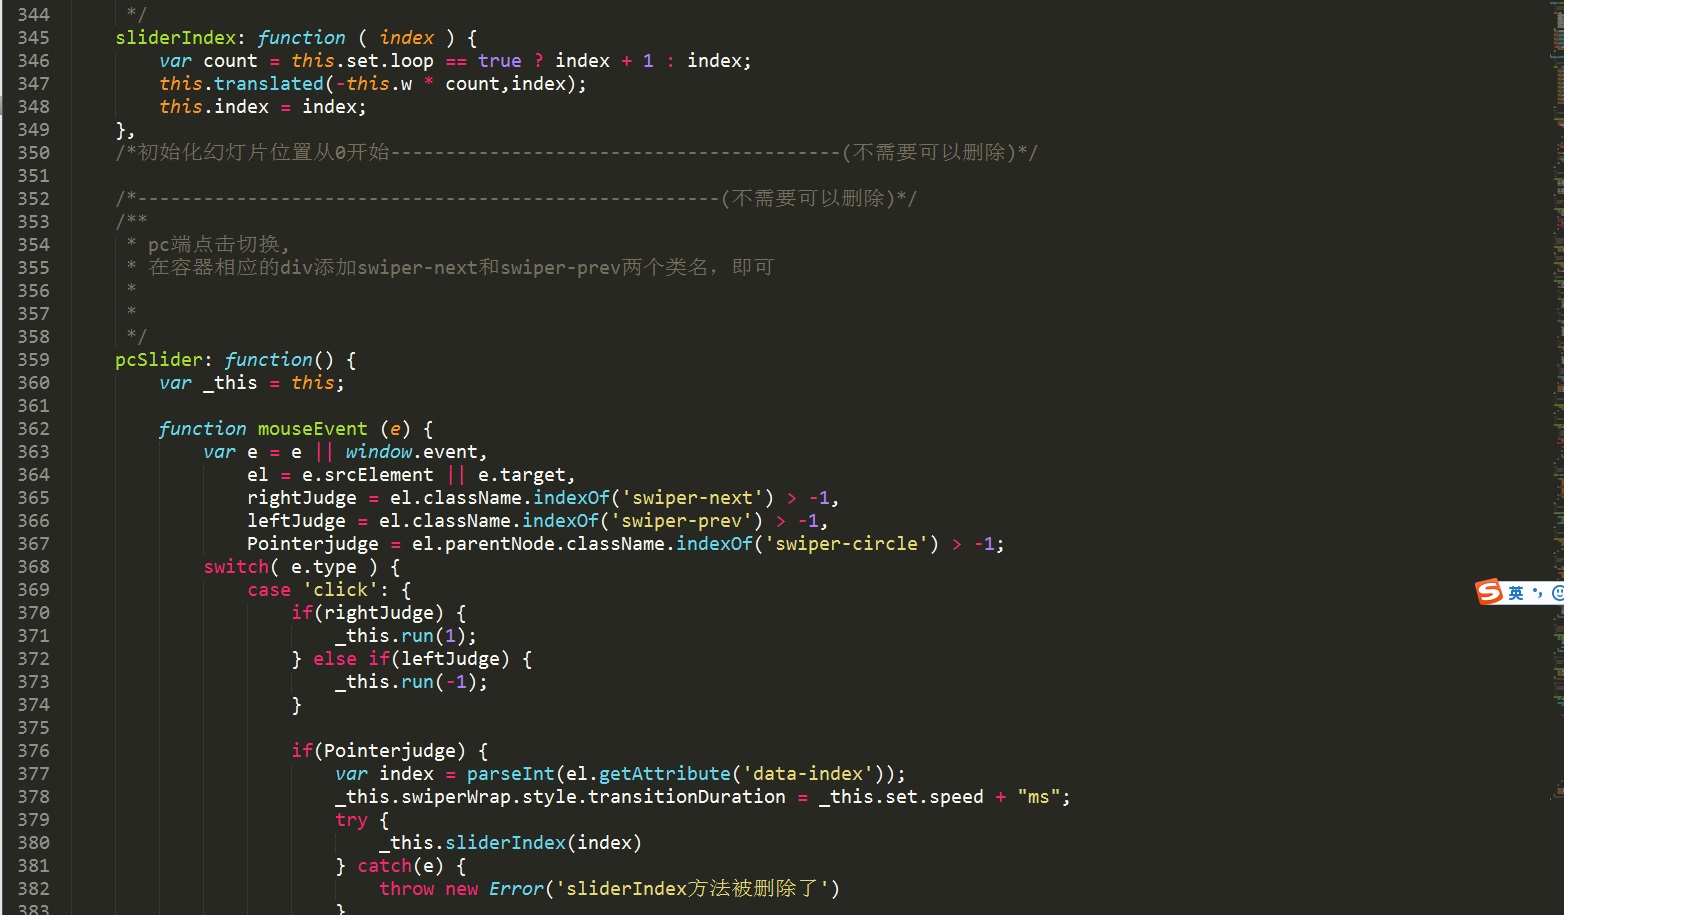 344 */
345 sliderIndex: function ( index ) {
346 var count = this.set.loop == true ? index + 1 : index;
347 this.translated(-this.w * count,index);
348 this.index = index;
349 },
350 /*初始化幻灯片位置从0开始-----------------------------------------(不需要可以删除)*/
351
352 /*-----------------------------------------------------(不需要可以删除)*/
353 /**
354 * pc端点击切换,
355 * 在容器相应的div添加swiper-next和swiper-prev两个类名，即可
356 *
357 *
358 */
359 pcSlider: function() {
360 var _this = this;
361
362 function mouseEvent (e) {
363 var e = e || window.event,
364 el = e.srcElement || e.target,
365 rightJudge = el.className.indexOf('swiper-next') > -1,
366 leftJudge = el.className.indexOf('swiper-prev') > -1,
367 Pointerjudge = el.parentNode.className.indexOf('swiper-circle') > -1;
368 switch( e.type ) {
369 case 'click': {
370 if(rightJudge) {
371 _this.run(1);
372 } else if(leftJudge) {
373 _this.run(-1);
374 }
375
376 if(Pointerjudge) {
377 var index = parseInt(el.getAttribute('data-index'));
378 _this.swiperWrap.style.transitionDuration = _this.set.speed + "ms";
379 try {
380 _this.sliderIndex(index)
381 } catch(e) {
382 throw new Error('sliderIndex方法被删除了')
383 }
S 英 •,